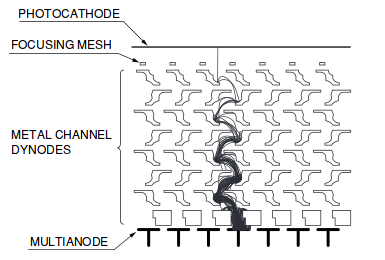 PHOTOCATHODE
FOCUSING MESH
METAL CHANNEL
DYNODES
MULTIANODE